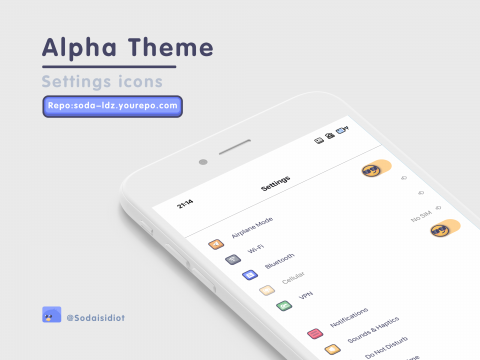 Alpha Theme
Settings icons
Repo:soda-ldz.yourepo.com
21:14
Settings
Airplane Mode
Wi-Fi
Bluetooth
Cellular
No SIM
VPN
Notifications
Sounds & Haptics
Do Not Disturb
@Sodaisidiot